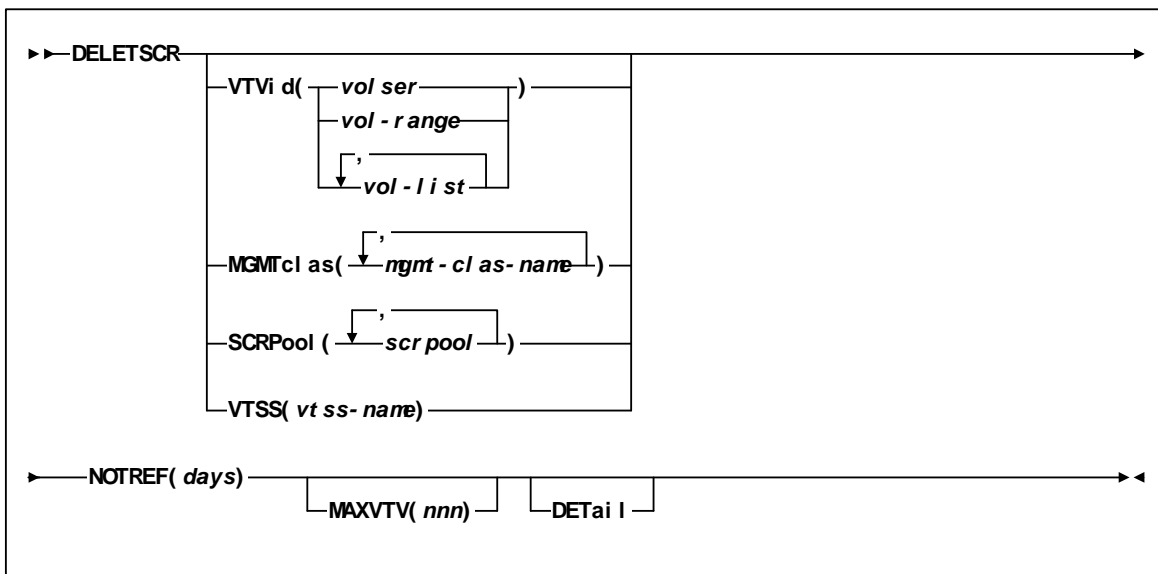 DELETSCR
VTVid(
volser
)
vol-range
,
vol-list
,
MGMTclas(
mgmt-clas-name
)
,
SCRPool(
scrpool
)
VTSS(vtss-name)
NOTREF(days)
MAXVTV(nnn)
DETail